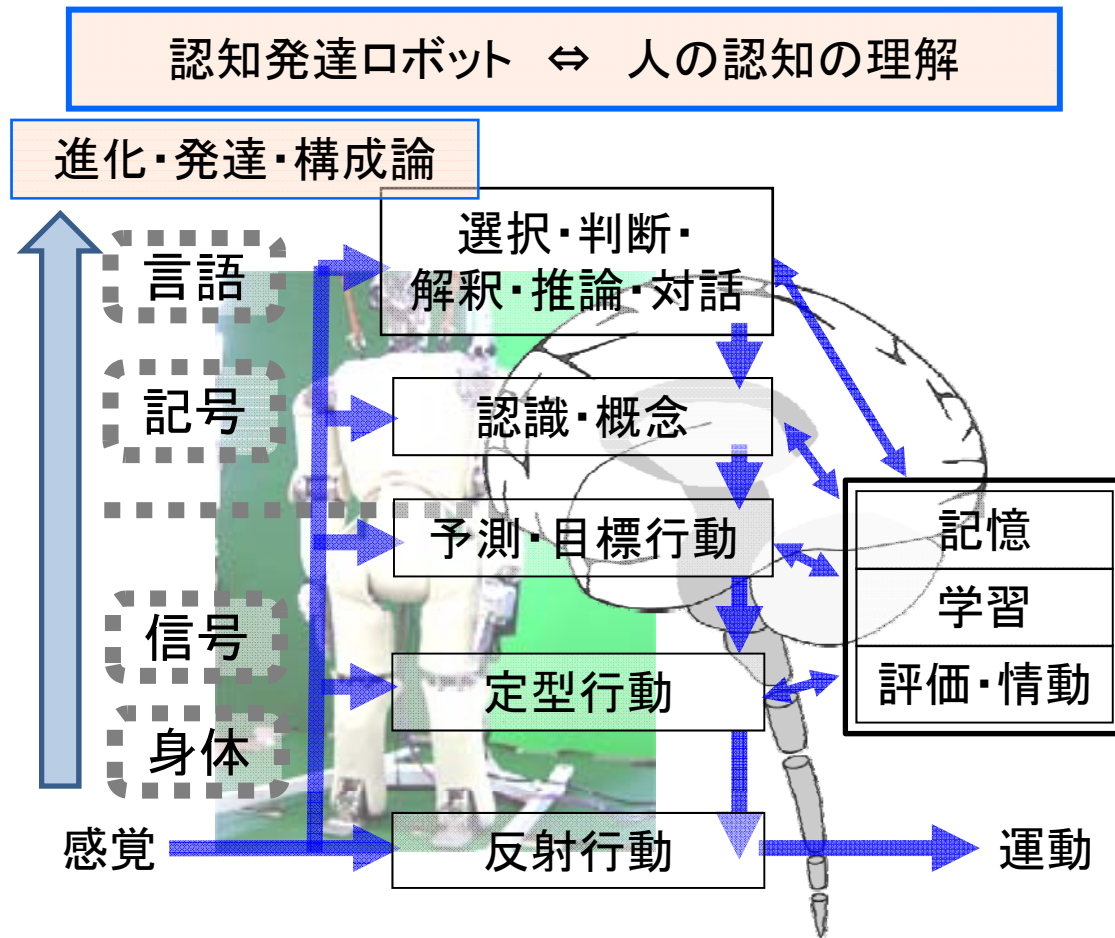 認知発達ロボット ⇔ 人の認知の理解
進化・発達・構成論
選択・判断・
解釈・推論・対話
言語
記号
認識・概念
予測・目標行動
記憶
学習
評価・情動
信号
定型行動
身体
感覚
反射行動
運動